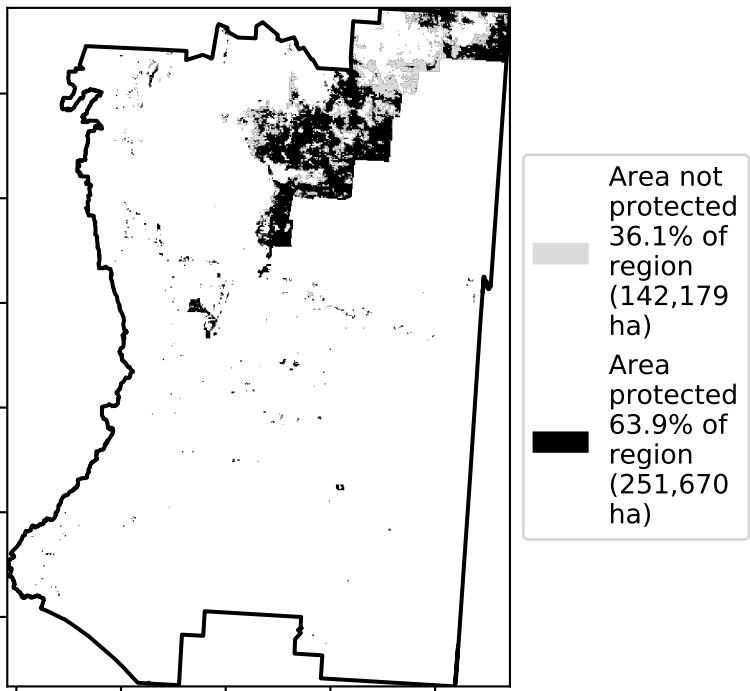 Area not
protected
36.1% of
region
(142,179
ha)
Area
protected
63.9% of
region
(251,670
ha)